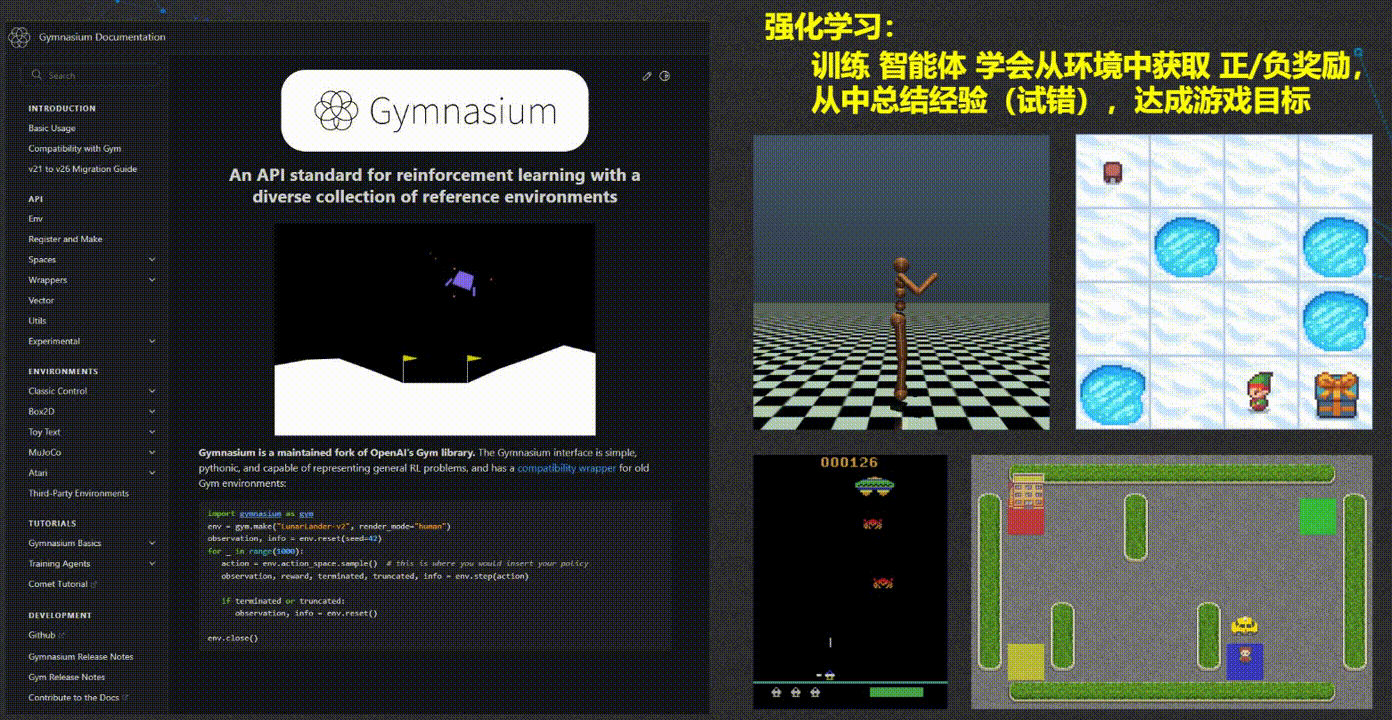 Gymnasium Documentation
Search
INTRODUCTION
Basic Usage
Compatibility with Gym
v21 to v26 Migration Guide
API
Env
Register and Make
Spaces
Wrappers
Vector
Utils
Experimental
ENVIRONMENTS
Classic Control
Box2D
Toy Text
MuJoCo
Atari
Third-Party Environments
TUTORIALS
Gymnasium Basics
Training Agents
Comet Tutorial
DEVELOPMENT
Github
Gymnasium Release Notes
Gym Release Notes
Contribute to the Docs
Gymnasium
An API standard for reinforcement learning with a
diverse collection of reference environments
Gymnasium is a maintained fork of OpenAI's Gym library. The Gymnasium interface is simple,
pythonic, and capable of representing general RL problems, and has a compatibility wrapper for old
Gym environments:
import gymnasium as gym
env = gym.make("LunarLander-v2", render_mode="human")
observation, info = env.reset(seed=42)
for _ in range(1000):
action = env.action_space.sample()  # this is where you would insert your policy
observation, reward, terminated, truncated, info = env.step(action)
if terminated or truncated:
observation, info = env.reset()
env.close()
强化学习：
训练 智能体 学会从环境中获取 正/负奖励，
从中总结经验（试错），达成游戏目标
000126